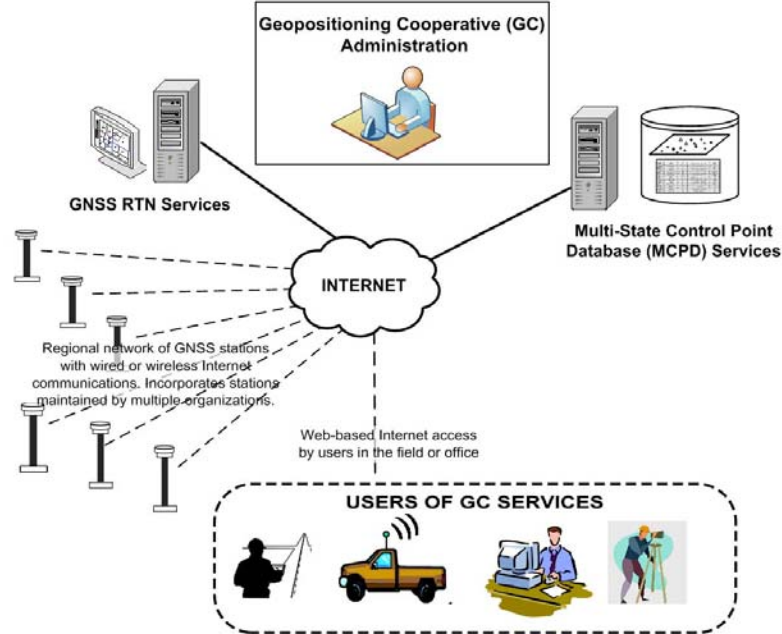 Geopositioning Cooperative (GC)
Administration
GNSS RTN Services
Multi-State Control Point
Database (MCPD) Services
INTERNET
Regional network of GNSS stations
with wired or wireless Internet
communications. Incorporates stations
maintained by multiple organizations.
Web-based Internet access
by users in the field or office
USERS OF GC SERVICES